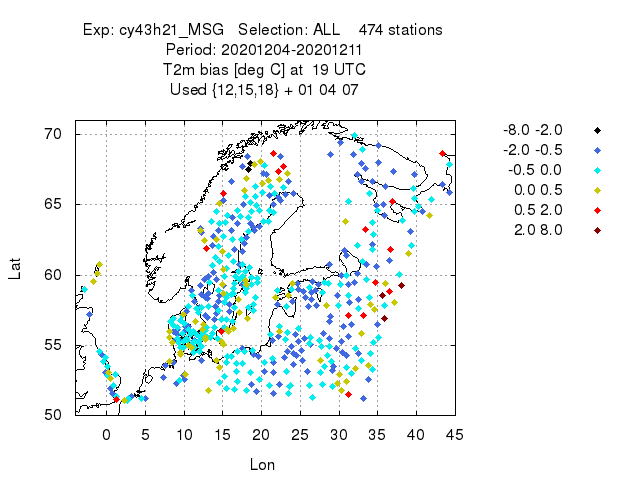 Exp: cy43h21_MSG Selection: ALL 474 stations
Period: 20201204-20201211
T2m bias [deg C] at 19 UTC
Used {12,15,18} + 01 04 07
70
65
60
55
50
Lat
0 5 10 15 20 25 30 35 40 45
Lon
-8.0 -2.0
-2.0 -0.5
-0.5 0.0
0.0 0.5
0.5 2.0
2.0 8.0